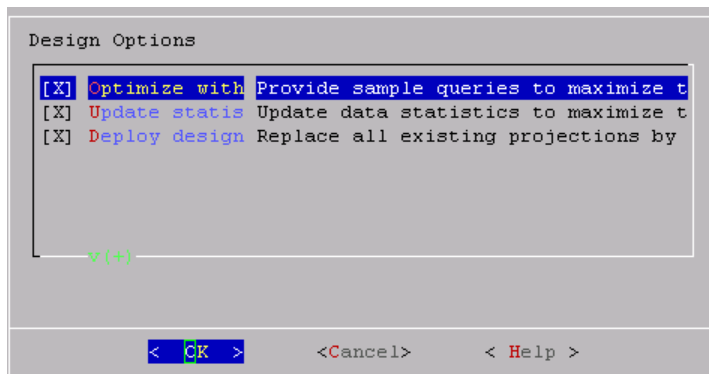 Design Options
[X] Optimize with Provide sample queries to maximize t
[X] Update statis Update data statistics to maximize t
[X] Deploy design Replace all existing projections by
v(+)
< OK > <Cancel> < Help >